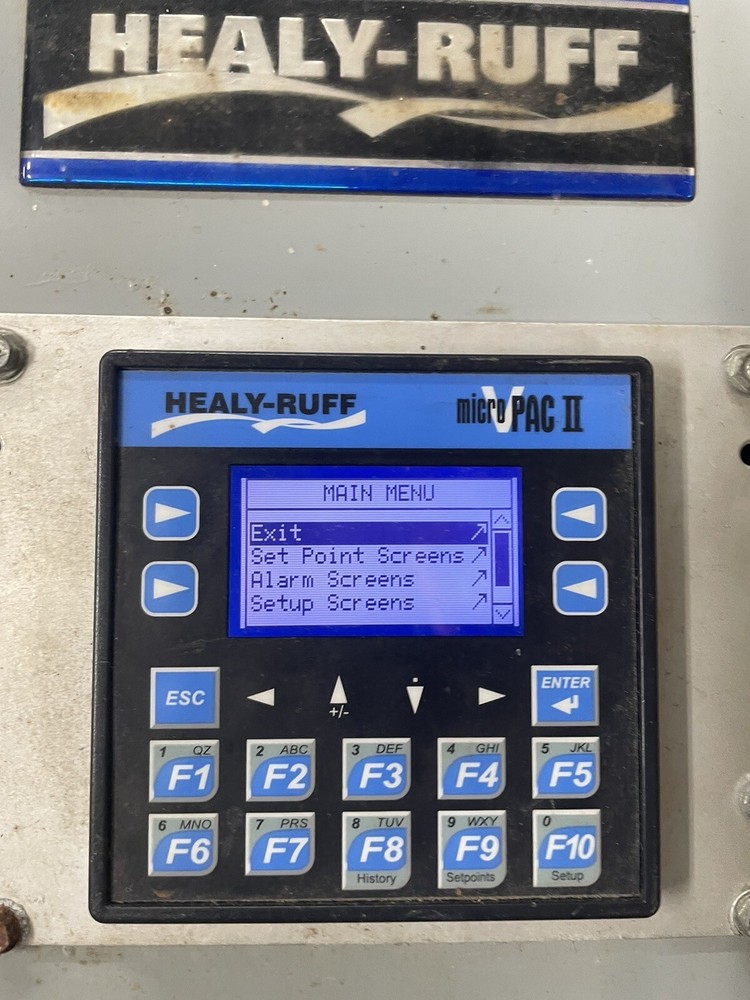 HEALY-RUFF
HEALY-RUFF
micro VPAC II
MAIN MENU
Exit
Set Point Screens
Alarm Screens
Setup Screens
ESC
+/-
ENTER
1 QZ
F1
2 ABC
F2
3 DEF
F3
4 GHI
F4
5 JKL
F5
6 MNO
F6
7 PRS
F7
8 TUV
F8
History
9 WXY
F9
Setpoints
0
F10
Setup